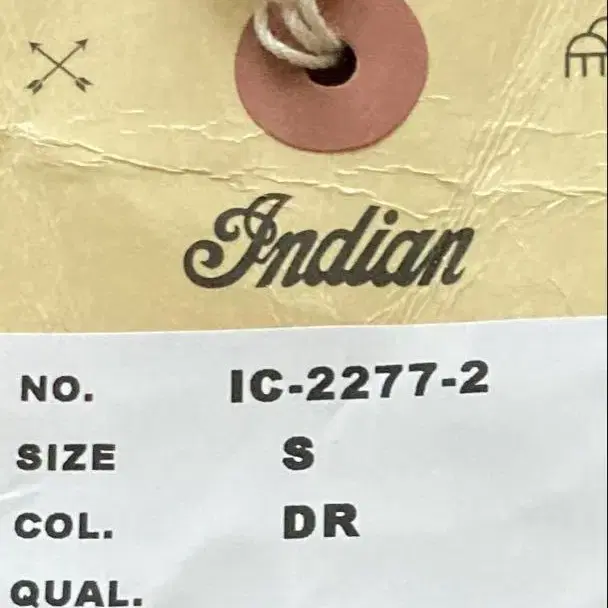 Indian
NO. IC-2277-2
SIZE S
COL. DR
QUAL.